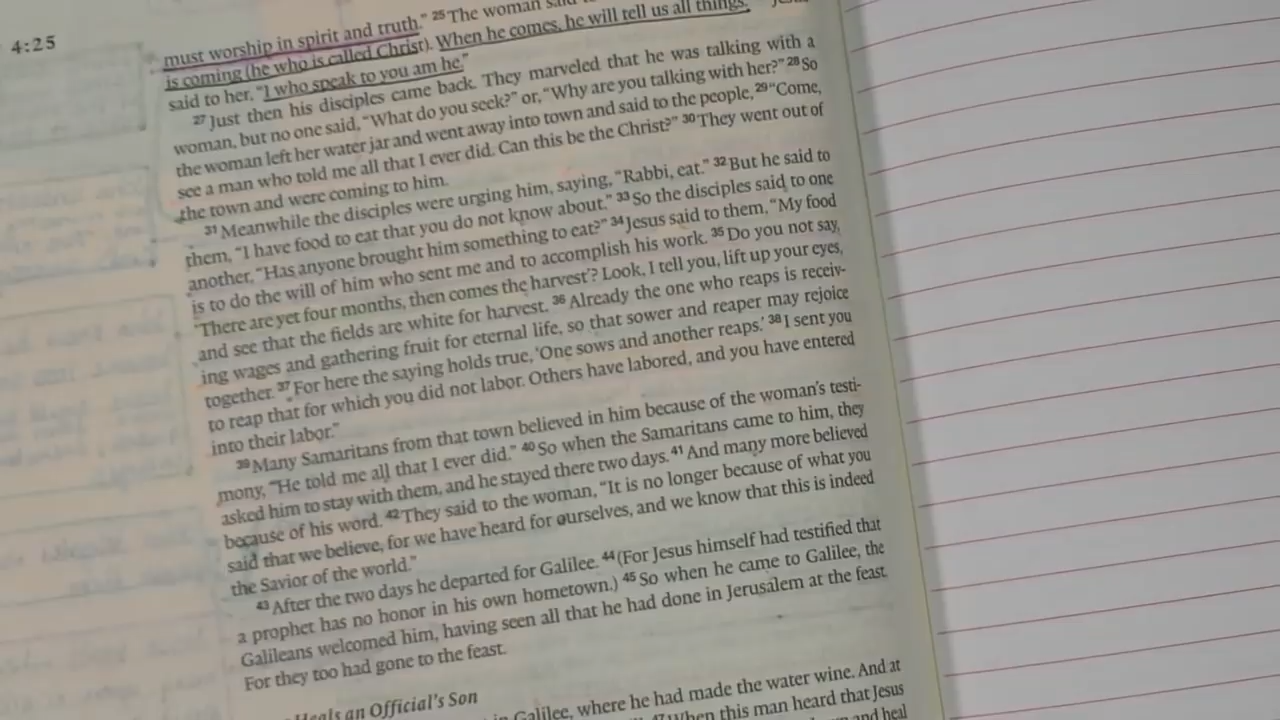 4:25
must worship in spirit and truth." 25 The woman said
is coming (he who is called Christ). When he comes, he will tell us all things."
said to her, "I who speak to you am he."
27 Just then his disciples came back. They marveled that he was talking with a
woman, but no one said, "What do you seek?" or, "Why are you talking with her?" 28 So
the woman left her water jar and went away into town and said to the people, 29 "Come,
see a man who told me all that I ever did. Can this be the Christ?" 30 They went out of
the town and were coming to him.
31 Meanwhile the disciples were urging him, saying, "Rabbi, eat." 32 But he said to
them, "I have food to eat that you do not know about." 33 So the disciples said to one
another, "Has anyone brought him something to eat?" 34 Jesus said to them, "My food
is to do the will of him who sent me and to accomplish his work. 35 Do you not say,
'There are yet four months, then comes the harvest'? Look, I tell you, lift up your eyes,
and see that the fields are white for harvest. 36 Already the one who reaps is receiv-
ing wages and gathering fruit for eternal life, so that sower and reaper may rejoice
together. 37 For here the saying holds true, 'One sows and another reaps.' 38 I sent you
to reap that for which you did not labor. Others have labored, and you have entered
into their labor."
39 Many Samaritans from that town believed in him because of the woman's testi-
mony, "He told me all that I ever did." 40 So when the Samaritans came to him, they
asked him to stay with them, and he stayed there two days. 41 And many more believed
because of his word. 42 They said to the woman, "It is no longer because of what you
said that we believe, for we have heard for ourselves, and we know that this is indeed
the Savior of the world."
43 After the two days he departed for Galilee. 44 (For Jesus himself had testified that
a prophet has no honor in his own hometown.) 45 So when he came to Galilee, the
Galileans welcomed him, having seen all that he had done in Jerusalem at the feast.
For they too had gone to the feast.
Heals an Official's Son
in Galilee, where he had made the water wine. And at
47 When this man heard that Jesus
and heal